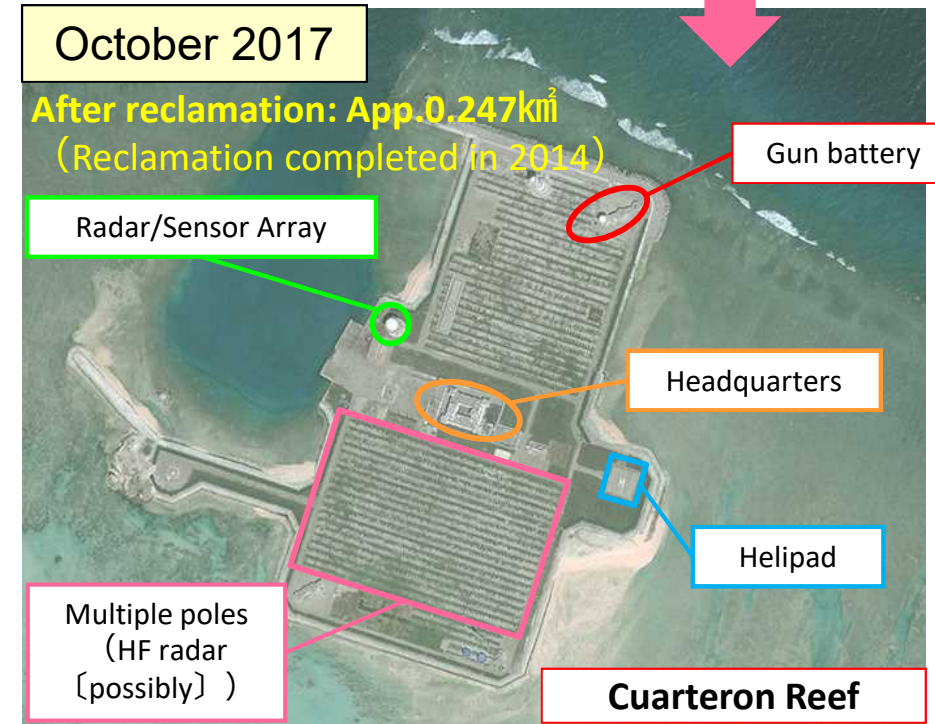 October 2017
After reclamation: App.0.247k㎡
（Reclamation completed in 2014）
Gun battery
Radar/Sensor Array
Headquarters
Helipad
Multiple poles
（HF radar
〔possibly〕）
Cuarteron Reef